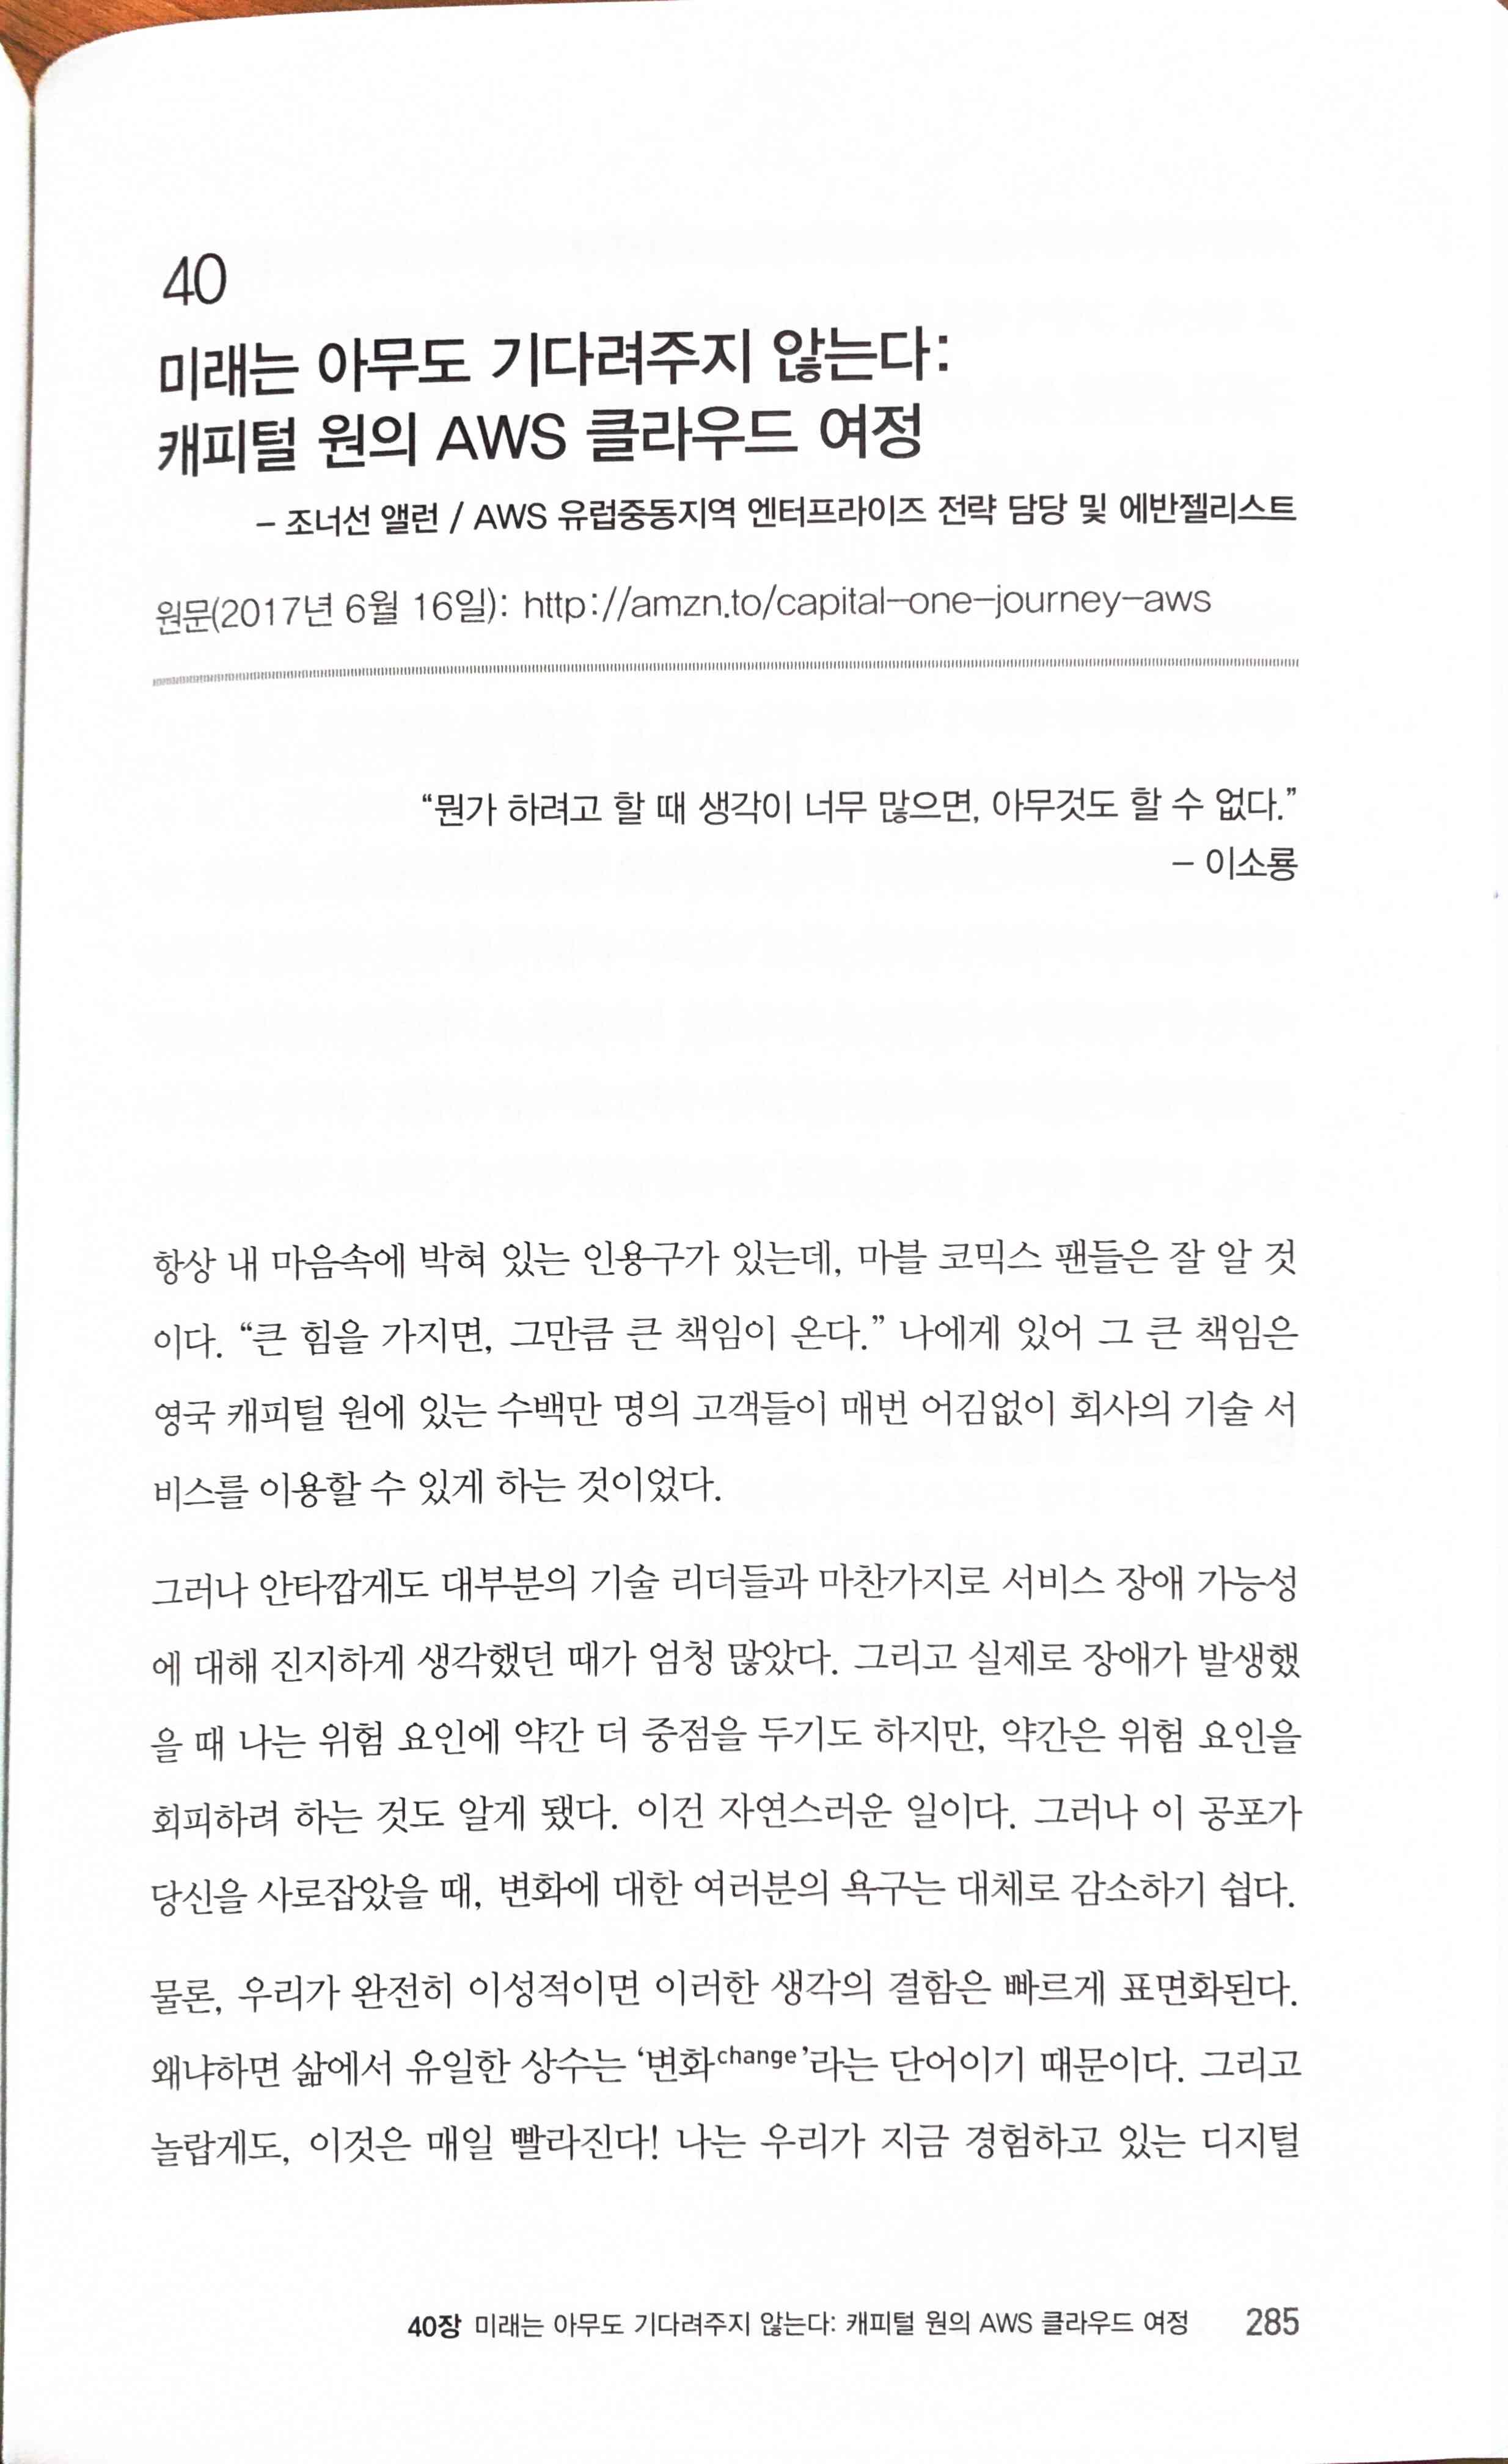 40
미래는 아무도 기다려주지 않는다:
캐피털 원의 AWS 클라우드 여정
– 조너선 앨런 / AWS 유럽중동지역 엔터프라이즈 전략 담당 및 에반젤리스트
원문(2017년 6월 16일): http://amzn.to/capital-one-journey-aws
“뭔가 하려고 할 때 생각이 너무 많으면, 아무것도 할 수 없다.”
– 이소룡
항상 내 마음속에 박혀 있는 인용구가 있는데, 마블 코믹스 팬들은 잘 알 것
이다. “큰 힘을 가지면, 그만큼 큰 책임이 온다.” 나에게 있어 그 큰 책임은
영국 캐피털 원에 있는 수백만 명의 고객들이 매번 어김없이 회사의 기술 서
비스를 이용할 수 있게 하는 것이었다.
그러나 안타깝게도 대부분의 기술 리더들과 마찬가지로 서비스 장애 가능성
에 대해 진지하게 생각했던 때가 엄청 많았다. 그리고 실제로 장애가 발생했
을 때 나는 위험 요인에 약간 더 중점을 두기도 하지만, 약간은 위험 요인을
회피하려 하는 것도 알게 됐다. 이건 자연스러운 일이다. 그러나 이 공포가
당신을 사로잡았을 때, 변화에 대한 여러분의 욕구는 대체로 감소하기 쉽다.
물론, 우리가 완전히 이성적이면 이러한 생각의 결함은 빠르게 표면화된다.
왜냐하면 삶에서 유일한 상수는 ‘변화change’라는 단어이기 때문이다. 그리고
놀랍게도, 이것은 매일 빨라진다! 나는 우리가 지금 경험하고 있는 디지털
40장 미래는 아무도 기다려주지 않는다: 캐피털 원의 AWS 클라우드 여정 285